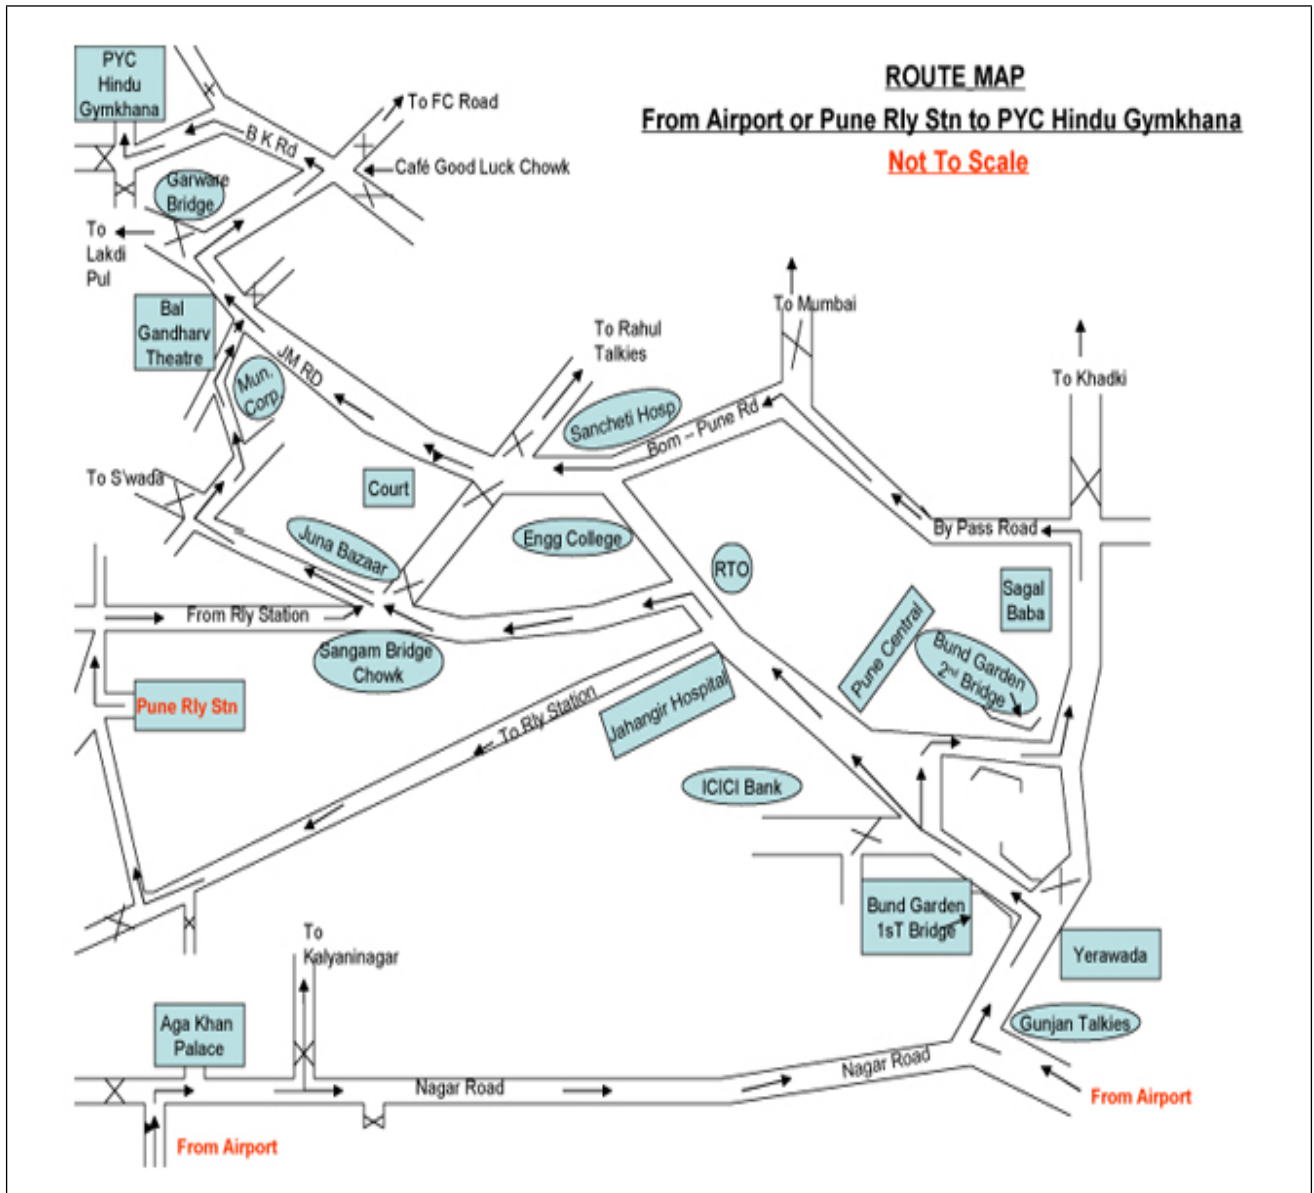 ROUTE MAP
From Airport or Pune Rly Stn to PYC Hindu Gymkhana
Not To Scale
PYC
Hindu
Gymkhana
To FC Road
B K Rd
Café Good Luck Chowk
Garware
Bridge
To
Lakdi
Pul
Bal
Gandharv
Theatre
To Mumbai
To Rahul
Talkies
JM RD
Mun.
Corp.
To Khadki
Sancheti Hosp
Bom – Pune Rd
To S'wada
Court
Juna Bazaar
Engg College
By Pass Road
RTO
Sagal
Baba
From Rly Station
Sangam Bridge
Chowk
Pune Central
Bund Garden
2nd Bridge
Pune Rly Stn
To Rly Station
Jahangir Hospital
ICICI Bank
Bund Garden
1sT Bridge
To
Kalyaninagar
Yerawada
Aga Khan
Palace
Gunjan Talkies
Nagar Road
Nagar Road
From Airport
From Airport